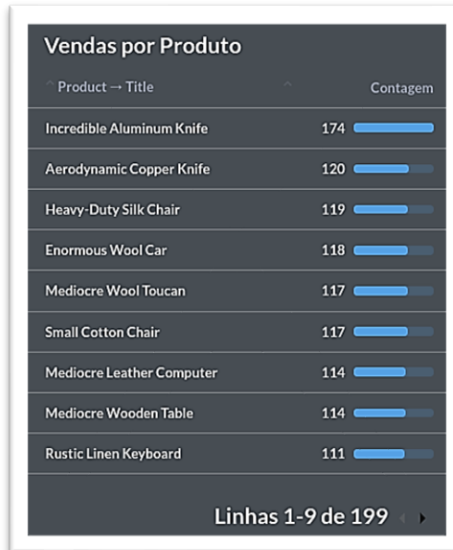 Vendas por Produto
Product → Title Contagem
Incredible Aluminum Knife 174
Aerodynamic Copper Knife 120
Heavy-Duty Silk Chair 119
Enormous Wool Car 118
Mediocre Wool Toucan 117
Small Cotton Chair 117
Mediocre Leather Computer 114
Mediocre Wooden Table 114
Rustic Linen Keyboard 111
Linhas 1-9 de 199